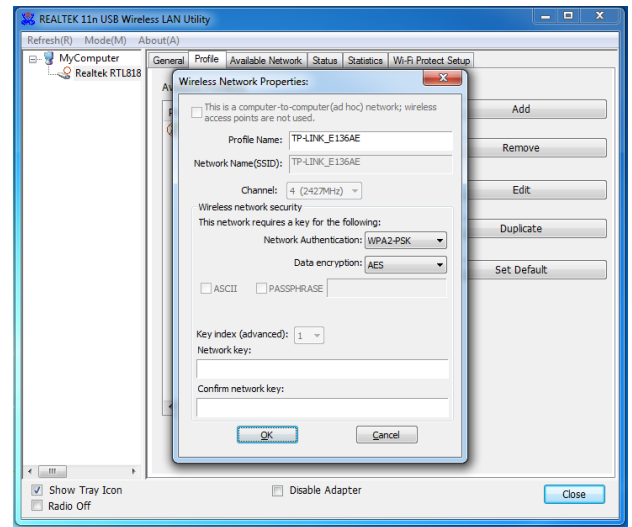 REALTEK 11n USB Wireless LAN Utility
Refresh(R) Mode(M) About(A)
MyComputer
Realtek RTL818
General Profile Available Network Status Statistics Wi-Fi Protect Setup
Wireless Network Properties:
This is a computer-to-computer(ad hoc) network; wireless
access points are not used.
Profile Name: TP-LINK_E136AE
Network Name(SSID): TP-LINK_E136AE
Channel: 4 (2427MHz)
Wireless network security
This network requires a key for the following:
Network Authentication: WPA2-PSK
Data encryption: AES
ASCII PASSPHRASE
Key index (advanced): 1
Network key:
Confirm network key:
OK Cancel
Add
Remove
Edit
Duplicate
Set Default
Show Tray Icon
Radio Off
Disable Adapter
Close